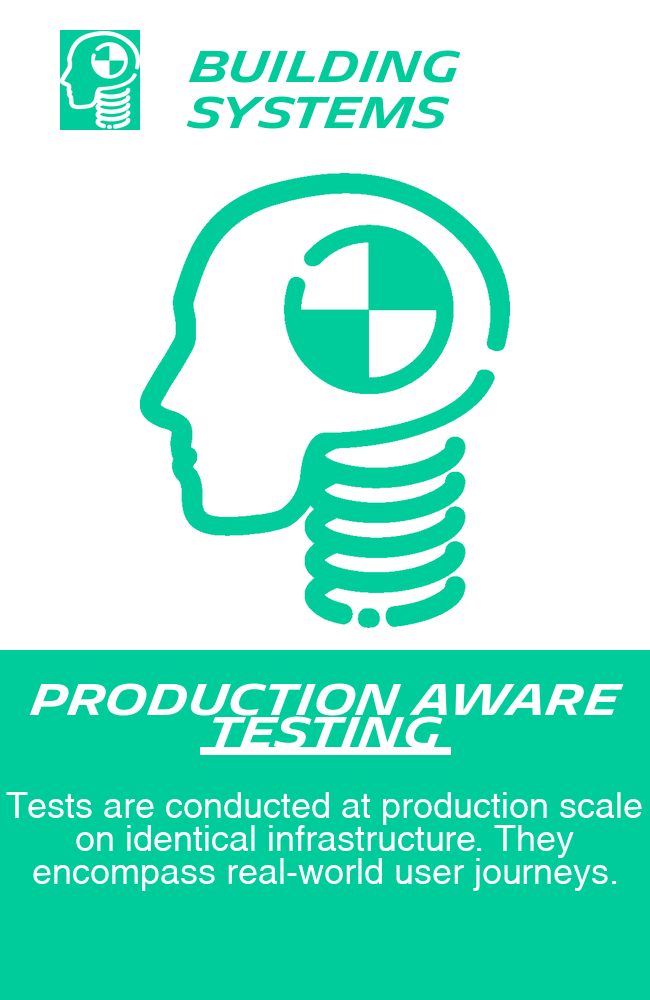 BUILDING
SYSTEMS
PRODUCTION AWARE
TESTING
Tests are conducted at production scale
on identical infrastructure. They
encompass real-world user journeys.